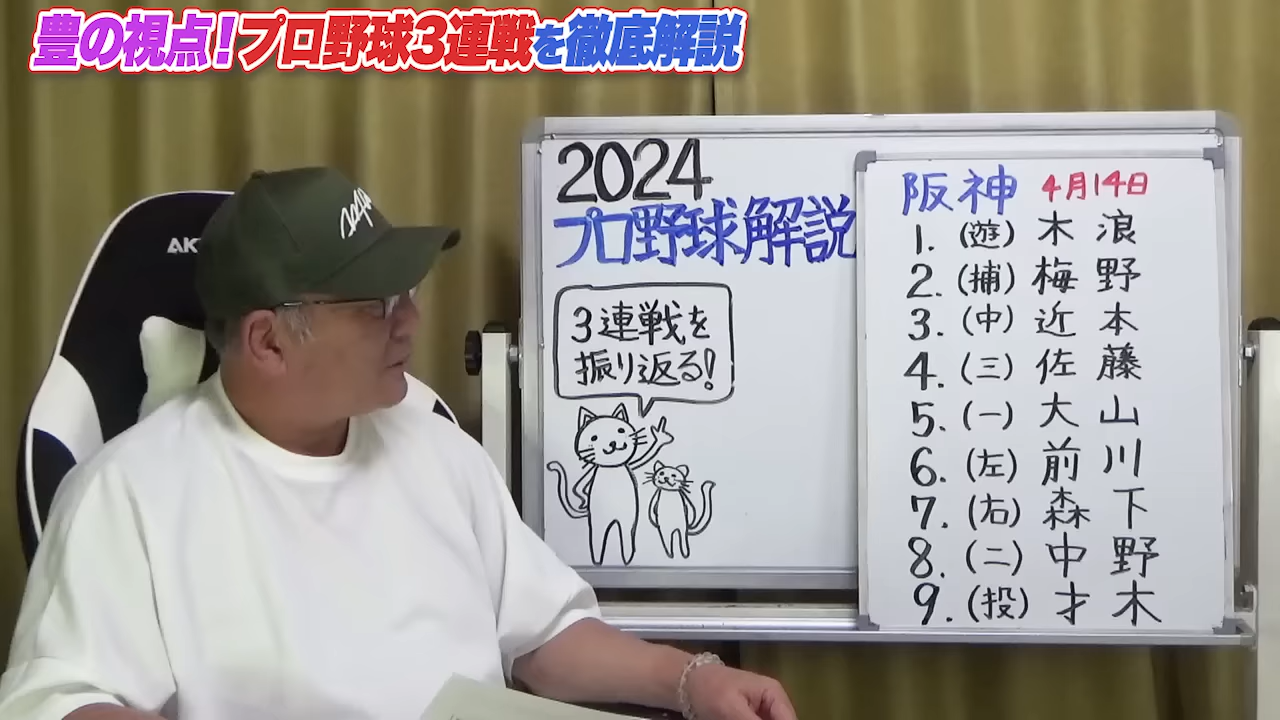 豊の視点！プロ野球３連戦を徹底解説
2024
プロ野球解説
3連戦を
振り返る!
阪神 4月14日
1. (遊) 木浪
2. (捕) 梅野
3. (中) 近本
4. (三) 佐藤
5. (一) 大山
6. (左) 前川
7. (右) 森下
8. (二) 中野
9. (投) 才木